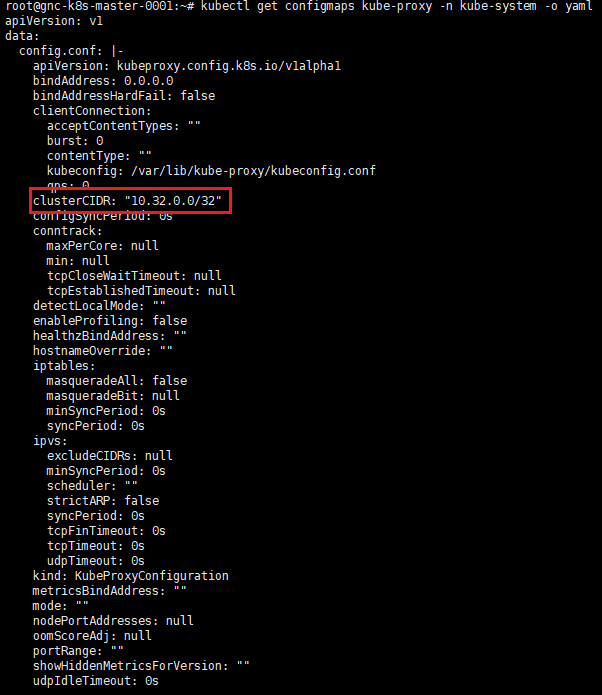 root@gnc-k8s-master-0001:~# kubectl get configmaps kube-proxy -n kube-system -o yaml
apiVersion: v1
data:
  config.conf: |-
    apiVersion: kubeproxy.config.k8s.io/v1alpha1
    bindAddress: 0.0.0.0
    bindAddressHardFail: false
    clientConnection:
      acceptContentTypes: ""
      burst: 0
      contentType: ""
      kubeconfig: /var/lib/kube-proxy/kubeconfig.conf
      qps: 0
    clusterCIDR: "10.32.0.0/32"
    configSyncPeriod: 0s
    conntrack:
      maxPerCore: null
      min: null
      tcpCloseWaitTimeout: null
      tcpEstablishedTimeout: null
    detectLocalMode: ""
    enableProfiling: false
    healthzBindAddress: ""
    hostnameOverride: ""
    iptables:
      masqueradeAll: false
      masqueradeBit: null
      minSyncPeriod: 0s
      syncPeriod: 0s
    ipvs:
      excludeCIDRs: null
      minSyncPeriod: 0s
      scheduler: ""
      strictARP: false
      syncPeriod: 0s
      tcpFinTimeout: 0s
      tcpTimeout: 0s
      udpTimeout: 0s
    kind: KubeProxyConfiguration
    metricsBindAddress: ""
    mode: ""
    nodePortAddresses: null
    oomScoreAdj: null
    portRange: ""
    showHiddenMetricsForVersion: ""
    udpIdleTimeout: 0s